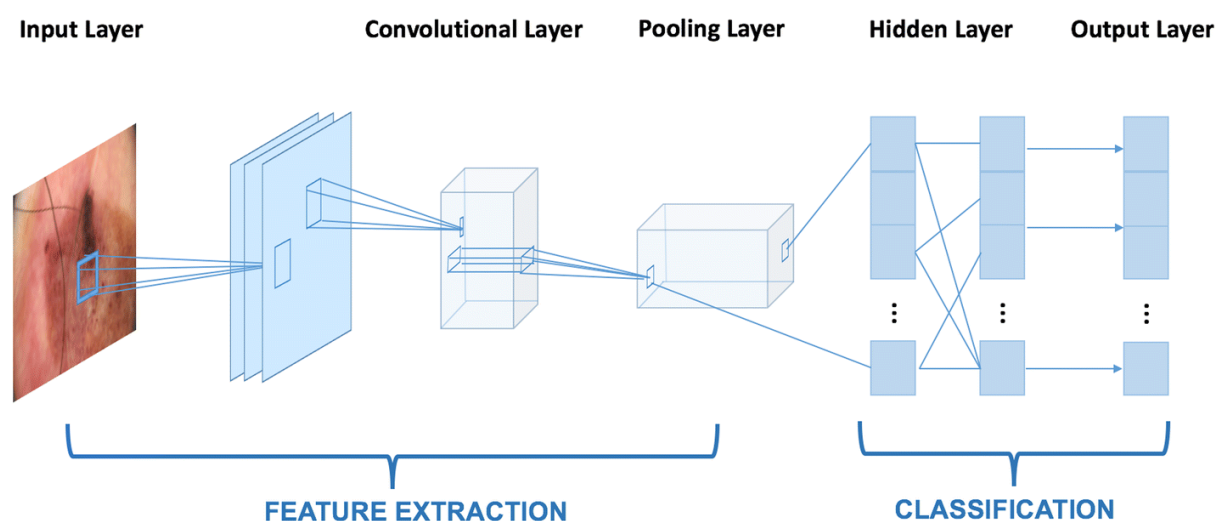 Input Layer
Convolutional Layer
Pooling Layer
Hidden Layer
Output Layer
FEATURE EXTRACTION
CLASSIFICATION